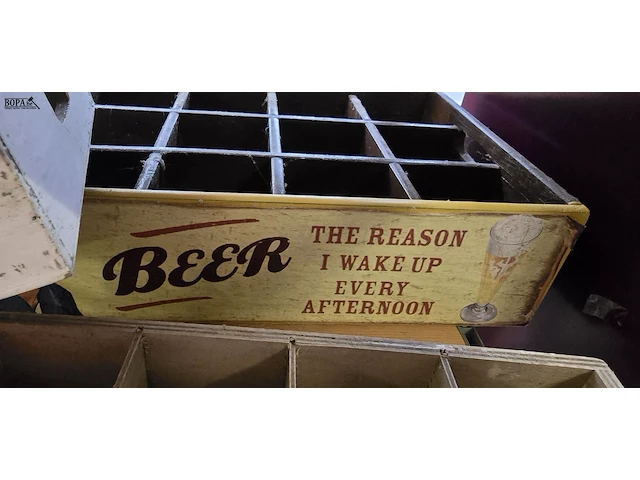 BOPA
BEER
THE REASON
I WAKE UP
EVERY
AFTERNOON